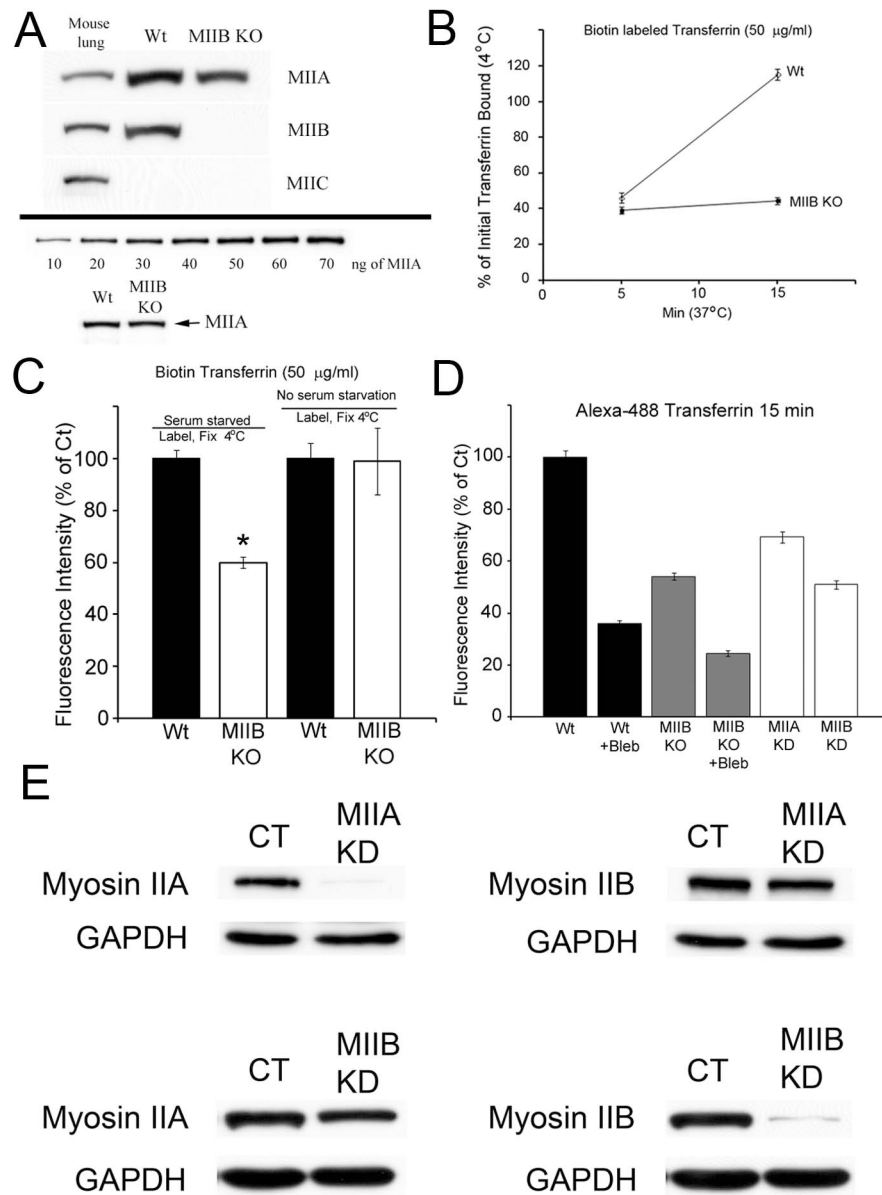 A
Mouse lung Wt MIIB KO
MIIA
MIIB
MIIC
10 20 30 40 50 60 70 ng of MIIA
Wt MIIB KO
MIIA
B
Biotin labeled Transferrin (50 μg/ml)
% of Initial Transferrin Bound (4°C)
120
100
80
60
40
20
0
0 5 10 15
Min (37°C)
Wt
MIIB KO
C
Biotin Transferrin (50 μg/ml)
Serum starved
Label, Fix 4°C
No serum starvation
Label, Fix 4°C
Fluorescence Intensity (% of Ct)
100
80
60
40
20
0
*
Wt MIIB KO Wt MIIB KO
D
Alexa-488 Transferrin 15 min
Fluorescence Intensity (% of Ct)
100
80
60
40
20
0
Wt Wt +Bleb MIIB KO MIIB KO +Bleb MIIA KD MIIB KD
E
CT MIIA KD
Myosin IIA
GAPDH
CT MIIA KD
Myosin IIB
GAPDH
CT MIIB KD
Myosin IIA
GAPDH
CT MIIB KD
Myosin IIB
GAPDH